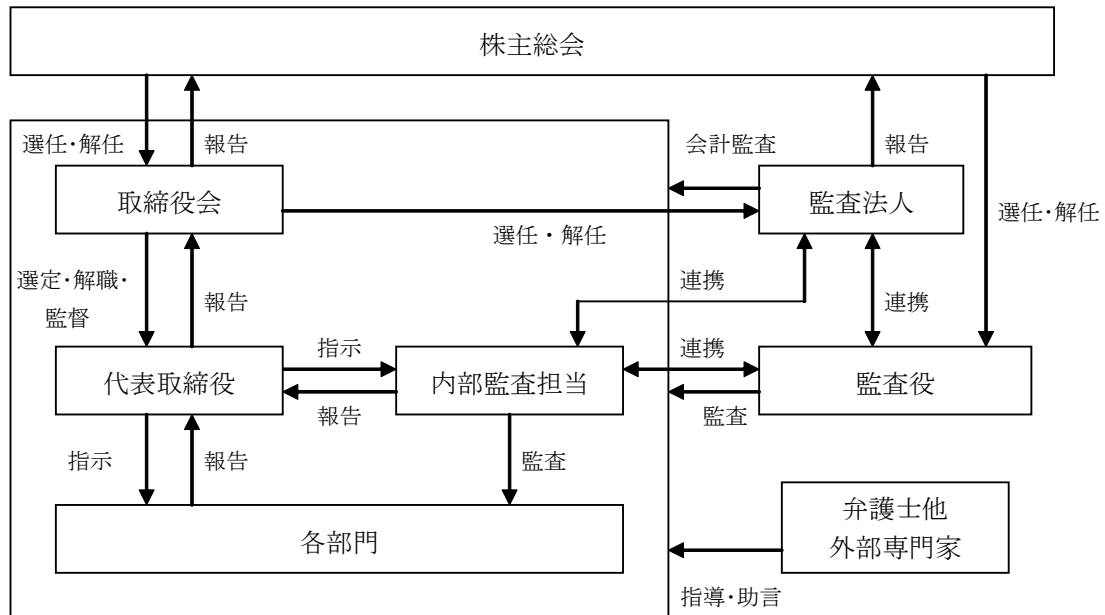 株主総会
選任・解任
報告
会計監査
報告
取締役会
監査法人
選任・解任
選任・解任
選定・解職・
監督
報告
連携
連携
指示
連携
代表取締役
内部監査担当
監査役
報告
監査
指示
報告
監査
弁護士他
外部専門家
各部門
指導・助言